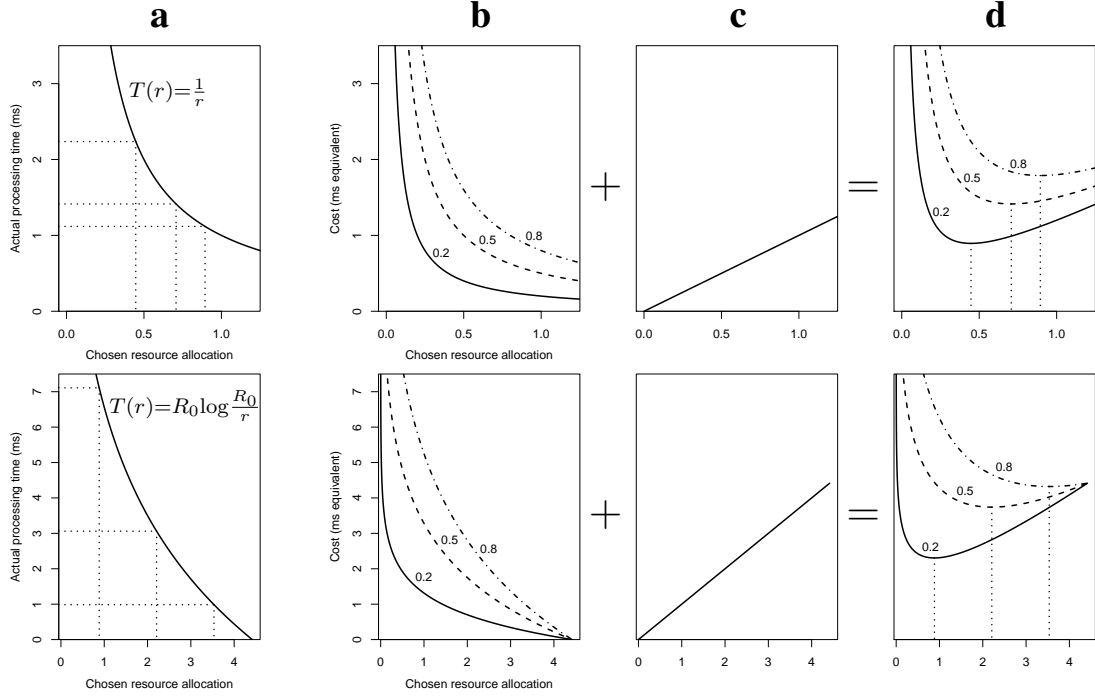 a b c d
Actual processing time (ms)
0 1 2 3
T(r)=1/r
0.0 0.5 1.0
Chosen resource allocation
Cost (ms equivalent)
0 1 2 3
0.2
0.5
0.8
0.0 0.5 1.0
Chosen resource allocation
+
0.0 0.5 1.0
=
0.8
0.5
0.2
0.0 0.5 1.0
Actual processing time (ms)
0 1 2 3 4 5 6 7
T(r)=R₀log R₀/r
0 1 2 3 4
Chosen resource allocation
Cost (ms equivalent)
0 1 2 3 4 5 6 7
0.5
0.8
0.2
0 1 2 3 4
Chosen resource allocation
+
0 1 2 3 4
=
0.8
0.5
0.2
0 1 2 3 4